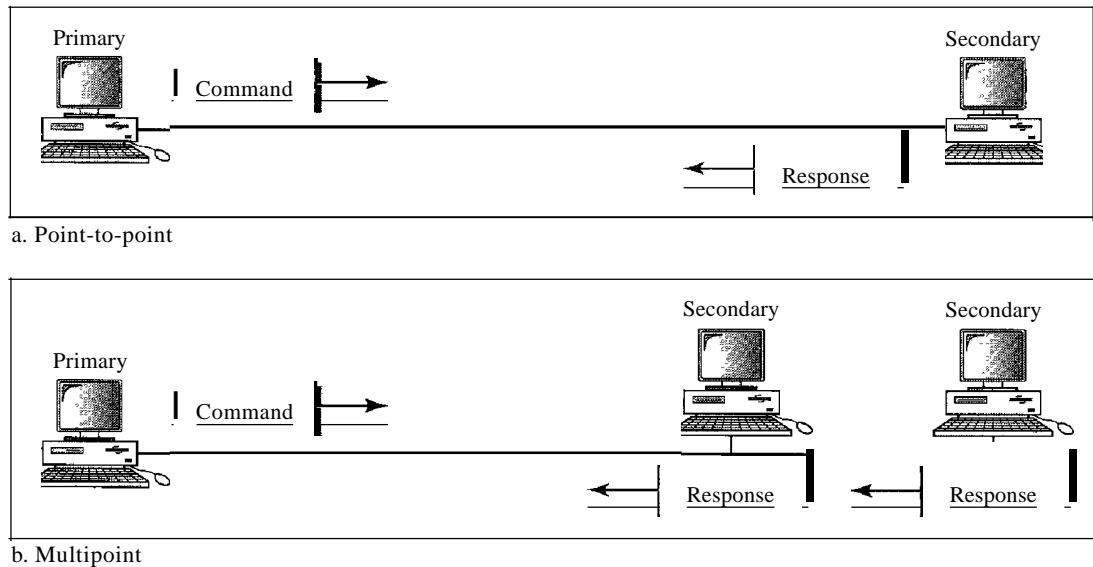 Primary
Secondary
Command
Response
a. Point-to-point
Secondary
Secondary
Primary
Command
Response
Response
b. Multipoint